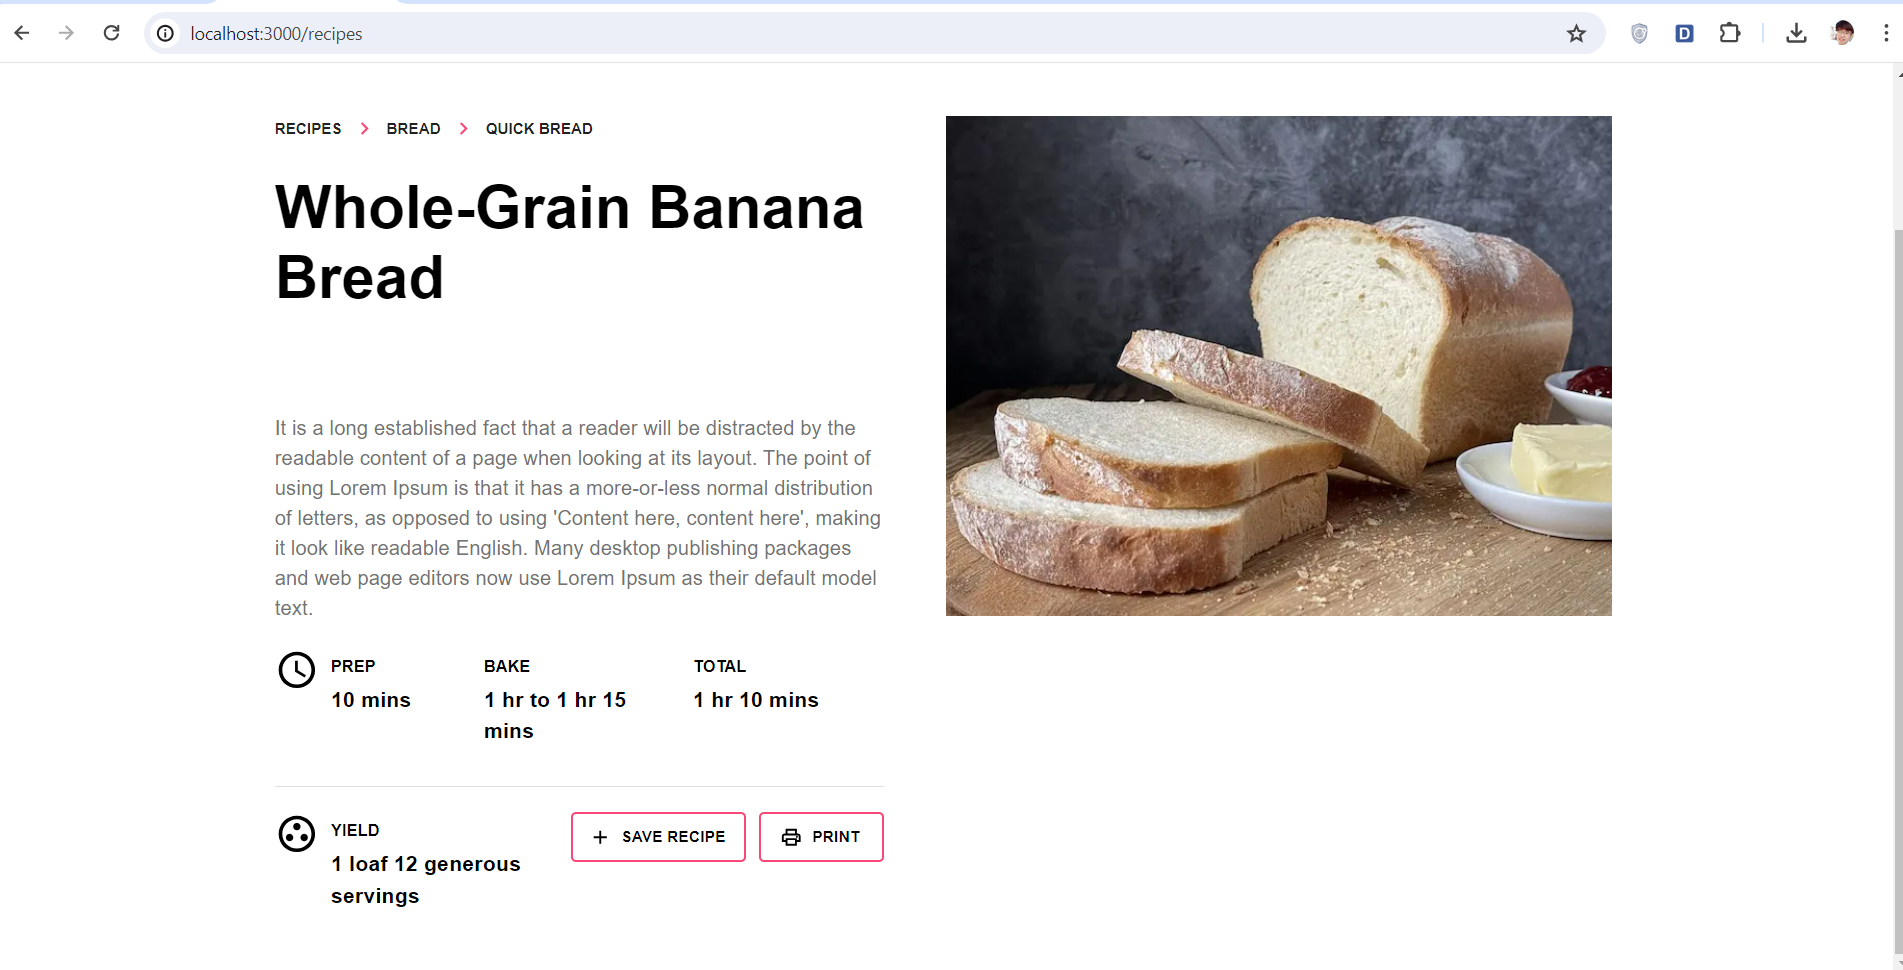 localhost:3000/recipes
D
RECIPES > BREAD > QUICK BREAD
Whole-Grain Banana
Bread
It is a long established fact that a reader will be distracted by the
readable content of a page when looking at its layout. The point of
using Lorem Ipsum is that it has a more-or-less normal distribution
of letters, as opposed to using 'Content here, content here', making
it look like readable English. Many desktop publishing packages
and web page editors now use Lorem Ipsum as their default model
text.
PREP BAKE TOTAL
10 mins 1 hr to 1 hr 15 1 hr 10 mins
mins
YIELD
1 loaf 12 generous
servings
+ SAVE RECIPE PRINT